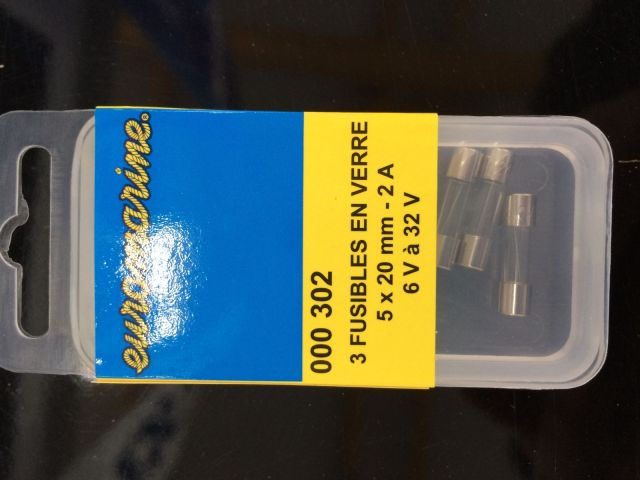 euromarine®
000 302
3 FUSIBLES EN VERRE
5 x 20 mm - 2 A
6 V à 32 V